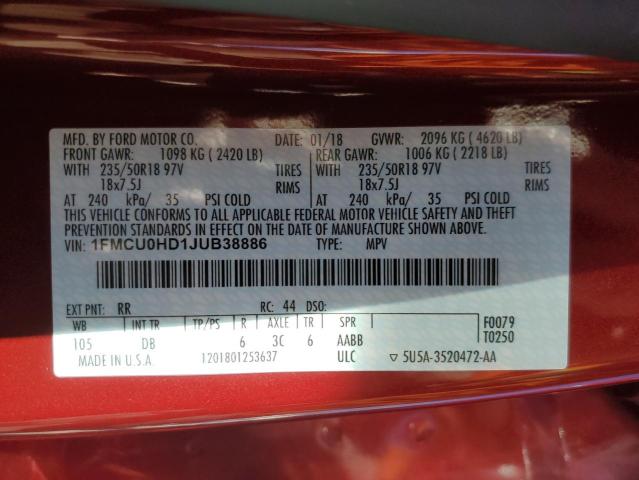 MFD. BY FORD MOTOR CO. DATE: 01/18 GVWR: 2096 KG ( 4620 LB)
FRONT GAWR: 1098 KG ( 2420 LB) REAR GAWR: 1006 KG ( 2218 LB)
WITH 235/50R18 97V TIRES WITH 235/50R18 97V TIRES
18x7.5J RIMS 18x7.5J RIMS
AT 240 kPa/ 35 PSI COLD AT 240 kPa/ 35 PSI COLD
THIS VEHICLE CONFORMS TO ALL APPLICABLE FEDERAL MOTOR VEHICLE SAFETY AND THEFT
PREVENTION STANDARDS IN EFFECT ON THE DATE OF MANUFACTURE SHOWN ABOVE.
VIN: 1FMCU0HD1JUB38886 TYPE: MPV
EXT PNT: RR RC: 44 DSO:
WB INT TR TP/PS R AXLE TR SPR F0079
105 DB 6 3C 6 AABB T0250
MADE IN U.S.A. 1201801253637 ULC ▽ 5U5A-3520472-AA